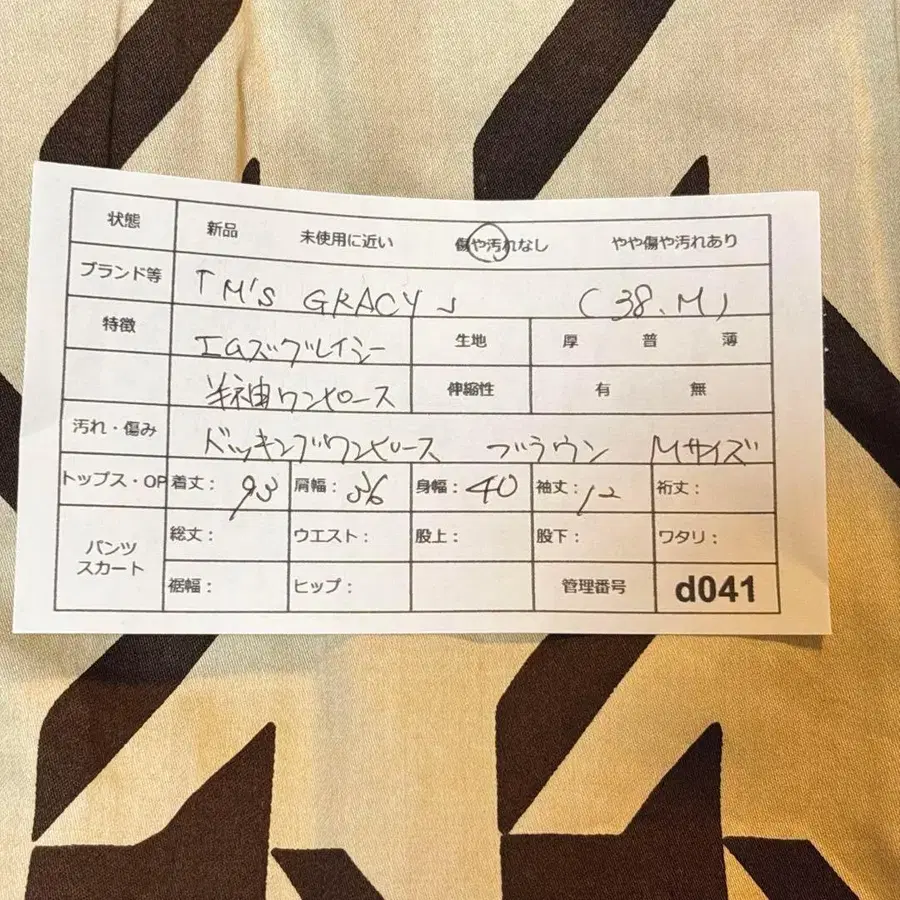 状態 新品 未使用に近い 傷や汚れなし やや傷や汚れあり
ブランド等 「M'S GRACY」 (38.M)
特徴 エムズグレイシー 生地 厚 普 薄
半袖ワンピース 伸縮性 有 無
汚れ・傷み ドッキングワンピース ブラウン Mサイズ
トップス・OP 着丈: 93 肩幅: 36 身幅: 40 袖丈: 12 裄丈:
パンツ スカート 総丈: ウエスト: 股上: 股下: ワタリ:
裾幅: ヒップ: 管理番号 d041